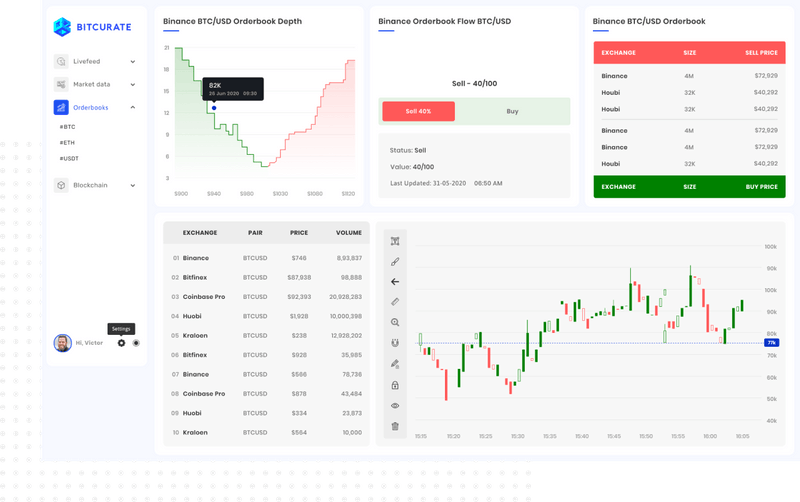 BITCURATE
Livefeed
Market data
Orderbooks
#BTC
#ETH
#USDT
Blockchain
Settings
Hi, Victor
Binance BTC/USD Orderbook Depth
21
18
15
12
9
6
3
82K
26 Jun 2020 09:30
$900 $940 $980 $1020 $1060 $820
Binance Orderbook Flow BTC/USD
Sell - 40/100
Sell 40% Buy
Status: Sell
Value: 40/100
Last Updated: 31-05-2020 06:50 AM
Binance BTC/USD Orderbook
EXCHANGE SIZE SELL PRICE
Binance 4M $72,929
Houbi 32K $40,292
Houbi 32K $40,292
Binance 4M $72,929
Binance 4M $72,929
Houbi 32K $40,292
EXCHANGE SIZE BUY PRICE
EXCHANGE PAIR PRICE VOLUME
01 Binance BTCUSD $746 8,93,837
02 Bitfinex BTCUSD $87,938 98,888
03 Coinbase Pro BTCUSD $92,393 20,928,283
04 Huobi BTCUSD $1,928 10,000,398
05 Kraloen BTCUSD $238 12,928,202
06 Bitfinex BTCUSD $928 35,985
07 Binance BTCUSD $566 78,738
08 Coinbase Pro BTCUSD $878 43,484
09 Huobi BTCUSD $334 23,873
10 Kraloen BTCUSD $564 10,000
100k
90k
100k
90k
80k
77k
70k
50k
60k
40k
15:15 15:20 15:25 15:30 15:35 15:40 15:45 15:50 15:55 16:00 16:05